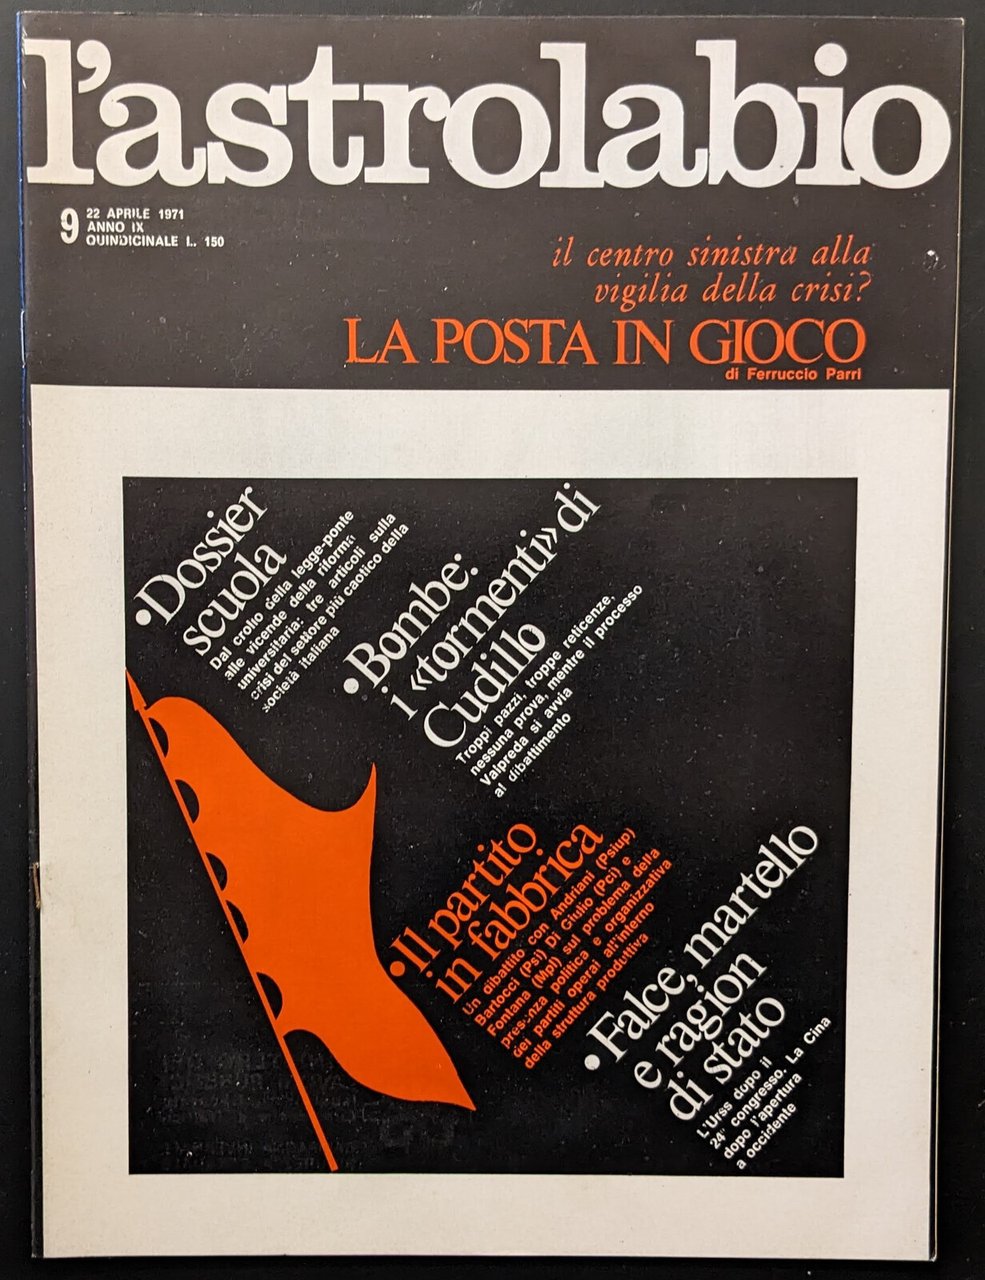 l'astrolabio
9
22 APRILE 1971
ANNO IX
QUINDICINALE L. 150
il centro sinistra alla
vigilia della crisi?
LA POSTA IN GIOCO
di Ferruccio Parri
•Dossier
scuola
Dal crollo della legge-ponte
alle vicende della riforma
universitaria: tre articoli sulla
crisi del settore più caotico della
società italiana
•Bombe:
i «tormenti» di
Cudillo
Troppi pazzi, troppe reticenze,
nessuna prova, mentre il processo
Valpreda si avvia
al dibattimento
•Il partito
in fabbrica
Un dibattito con Andriani (Psiup)
Bartocci (Psi) Di Giulio (Pci) e
Fontana (Mpl) sul problema della
presenza politica e organizzativa
dei partiti operai all'interno
della struttura produttiva
•Falce, martello
e ragion
di stato
L'Urss dopo il
24° congresso. La Cina
dopo l'apertura
a occidente